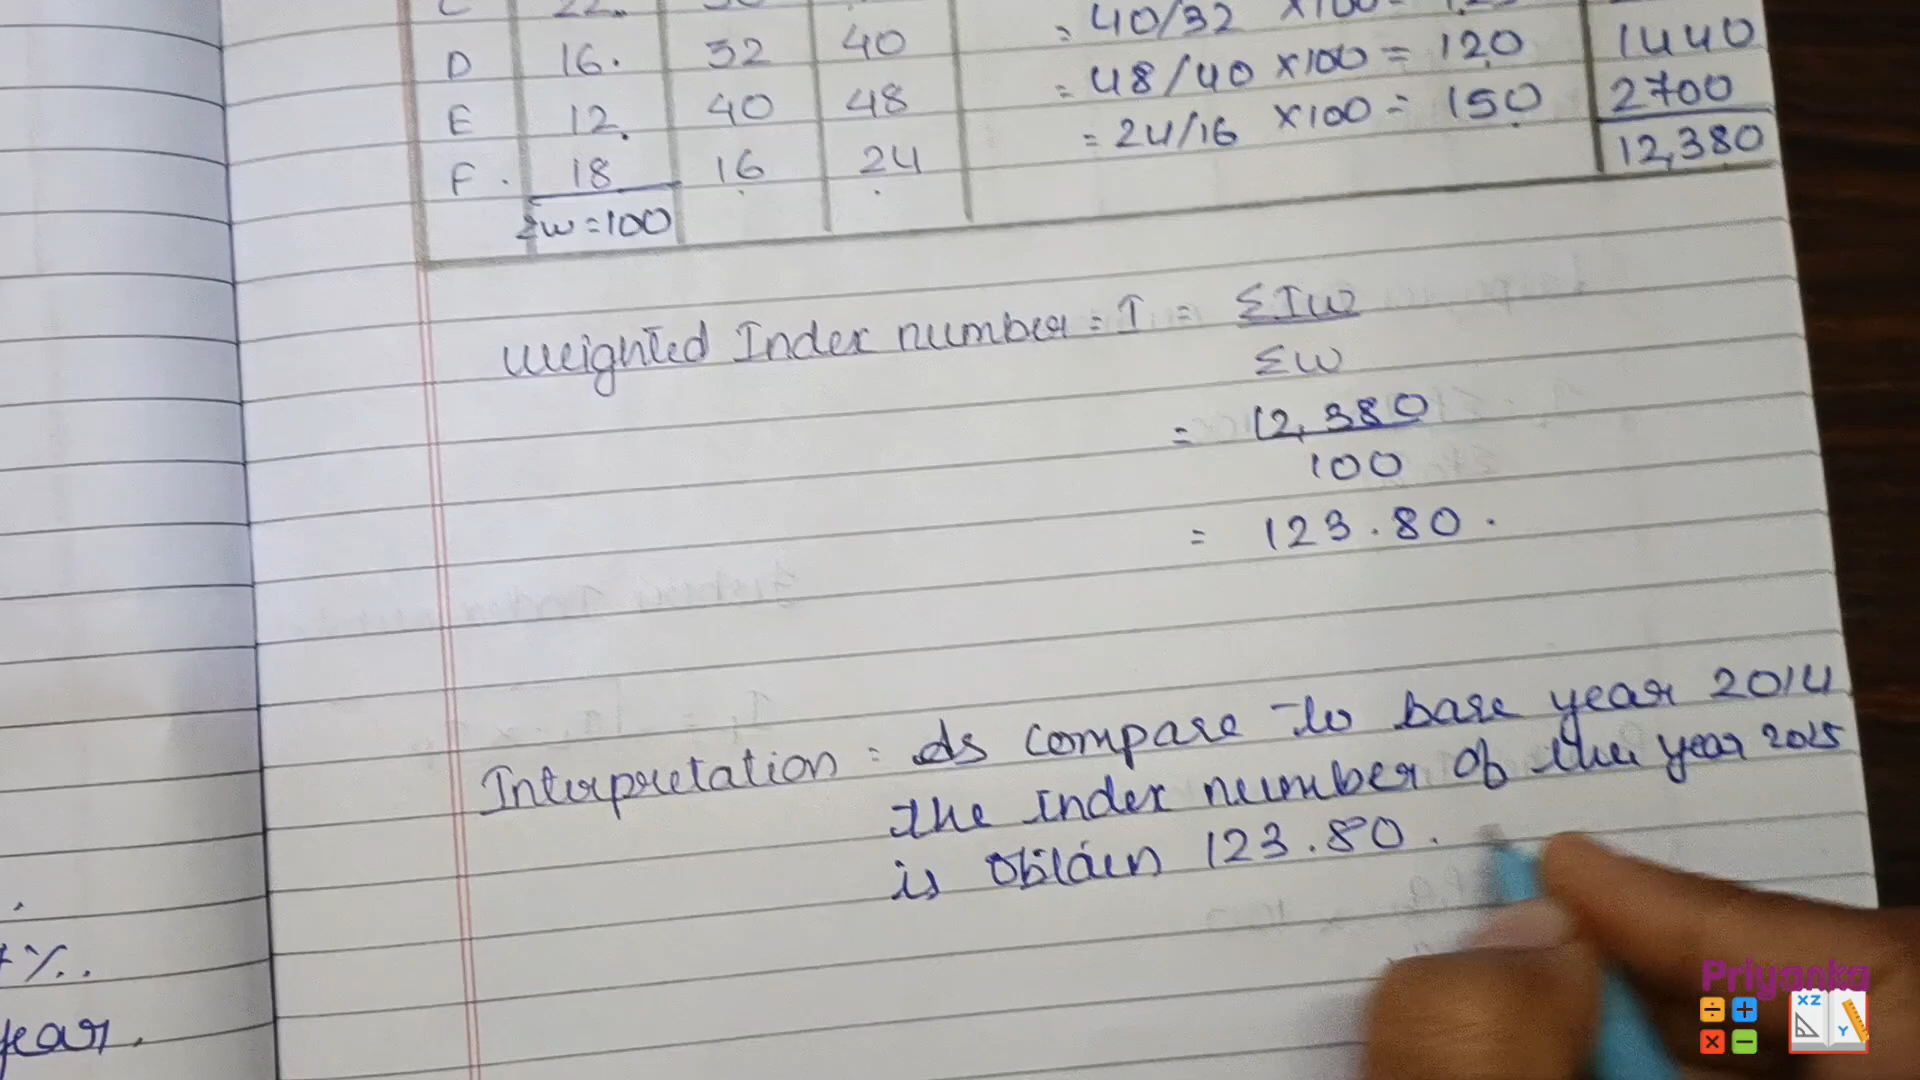 = 40/32 ×100 =
D 16. 32 40 = 48/40 ×100 = 120 1440
E 12. 40 48 = 24/16 ×100 = 150 2700
F. 18 16 24 12,380
Σw = 100
Weighted Index number = I = ΣIW
ΣW
= 12,380
100
= 123.80.
Interpretation: As compare to base year 2014
the index number of the year 2015
is obtain 123.80.
%..
year.
Priyanka
XZ
Y